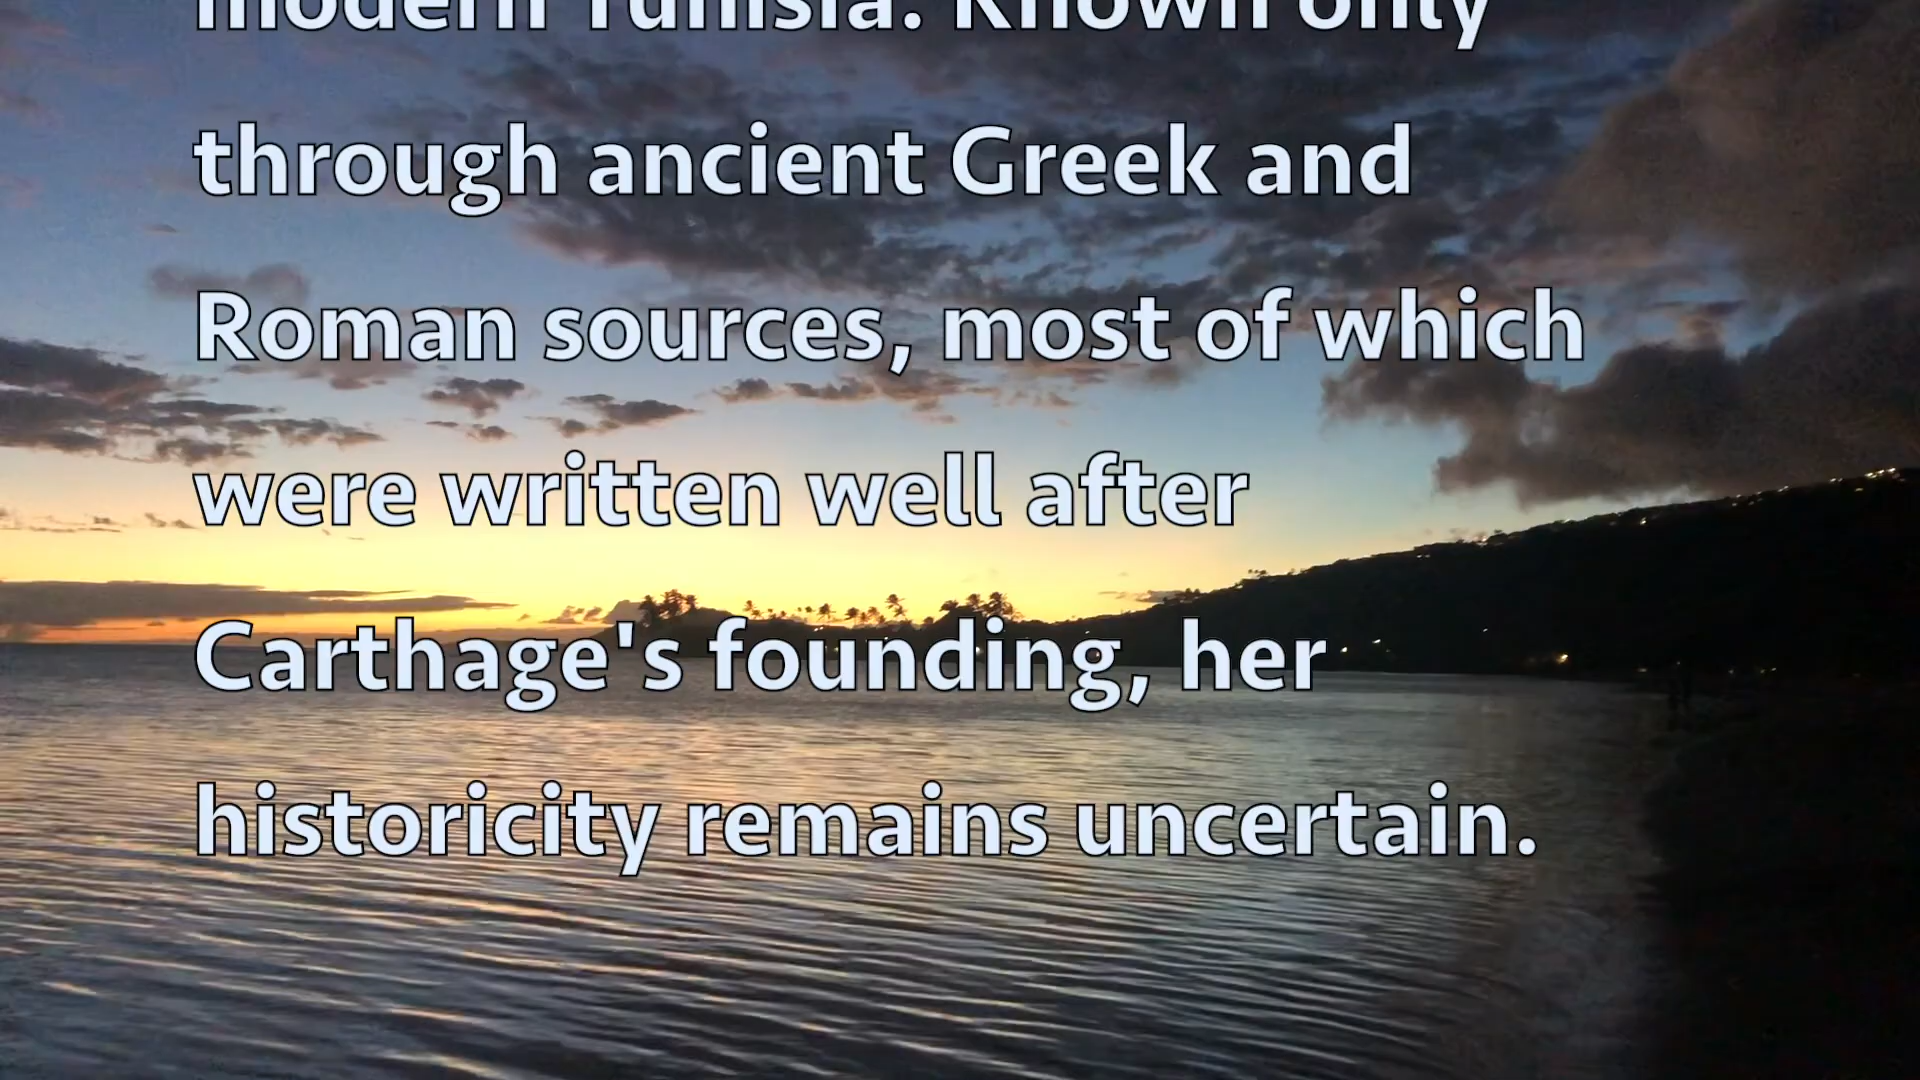 modern Tunisia. Known only
through ancient Greek and
Roman sources, most of which
were written well after
Carthage's founding, her
historicity remains uncertain.